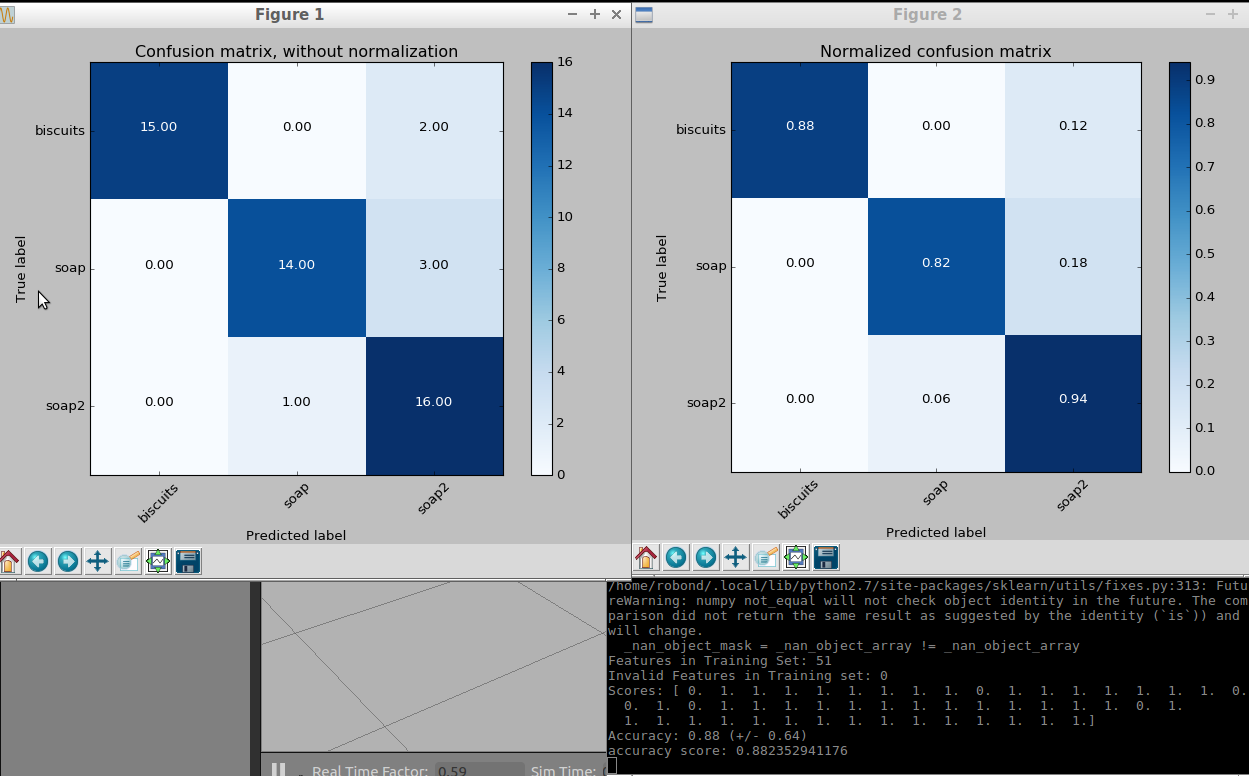 Figure 1
Confusion matrix, without normalization
biscuits
15.00 0.00 2.00
soap
0.00 14.00 3.00
soap2
0.00 1.00 16.00
True label
biscuits soap soap2
Predicted label
16
14
12
10
8
6
4
2
0
Figure 2
Normalized confusion matrix
biscuits
0.88 0.00 0.12
soap
0.00 0.82 0.18
soap2
0.00 0.06 0.94
True label
biscuits soap soap2
Predicted label
0.9
0.8
0.7
0.6
0.5
0.4
0.3
0.2
0.1
0.0
/home/robond/.local/lib/python2.7/site-packages/sklearn/utils/fixes.py:313: Futu
reWarning: numpy not_equal will not check object identity in the future. The com
parison did not return the same result as suggested by the identity (`is`)) and
will change.
_nan_object_mask = _nan_object_array != _nan_object_array
Features in Training Set: 51
Invalid Features in Training set: 0
Scores: [ 0. 1. 1. 1. 1. 1. 1. 1. 1. 0. 1. 1. 1. 1. 1. 1. 1. 0.
0. 1. 0. 1. 1. 1. 1. 1. 1. 1. 1. 1. 1. 1. 1. 1. 0. 1.
1. 1. 1. 1. 1. 1. 1. 1. 1. 1. 1. 1. 1. 1. 1.]
Accuracy: 0.88 (+/- 0.64)
accuracy score: 0.882352941176
Real Time Factor: 0.59 Sim Time: